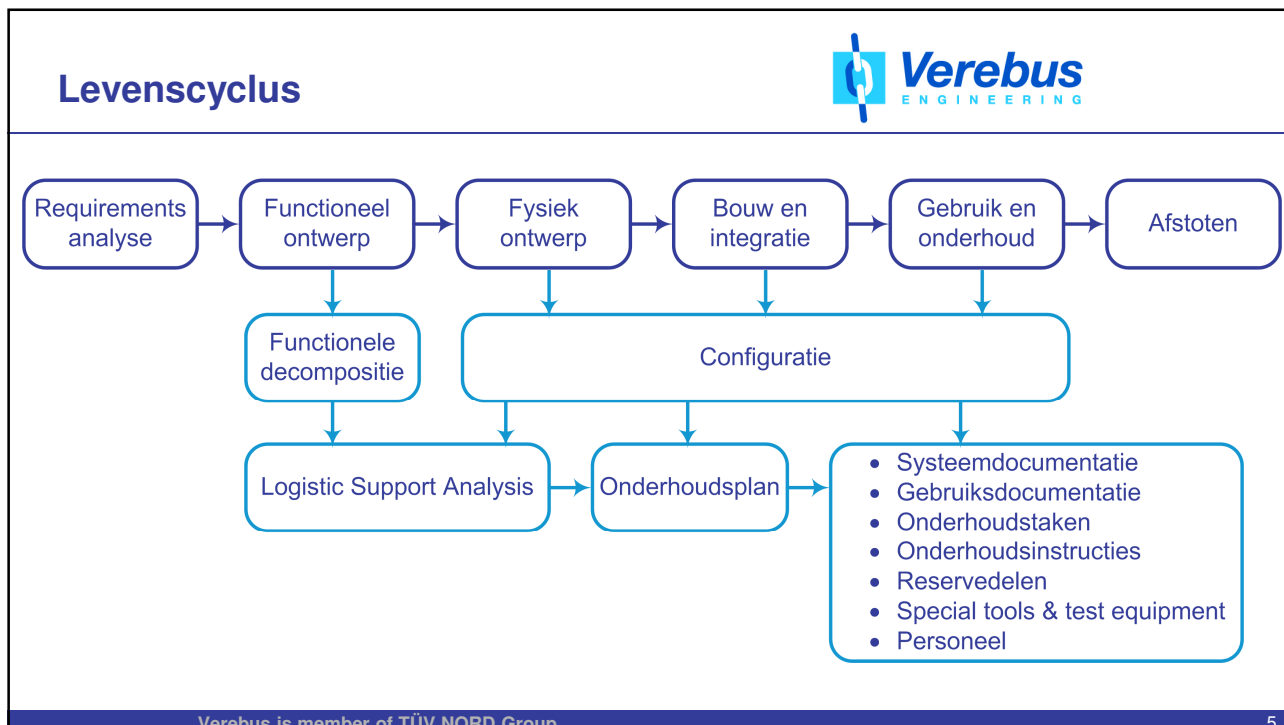 Levenscyclus
Verebus
ENGINEERING
Requirements
analyse
Functioneel
ontwerp
Fysiek
ontwerp
Bouw en
integratie
Gebruik en
onderhoud
Afstoten
Functionele
decompositie
Configuratie
Logistic Support Analysis
Onderhoudsplan
• Systeemdocumentatie
• Gebruiksdocumentatie
• Onderhoudstaken
• Onderhoudsinstructies
• Reservedelen
• Special tools & test equipment
• Personeel
Verebus is member of TÜV NORD Group
5